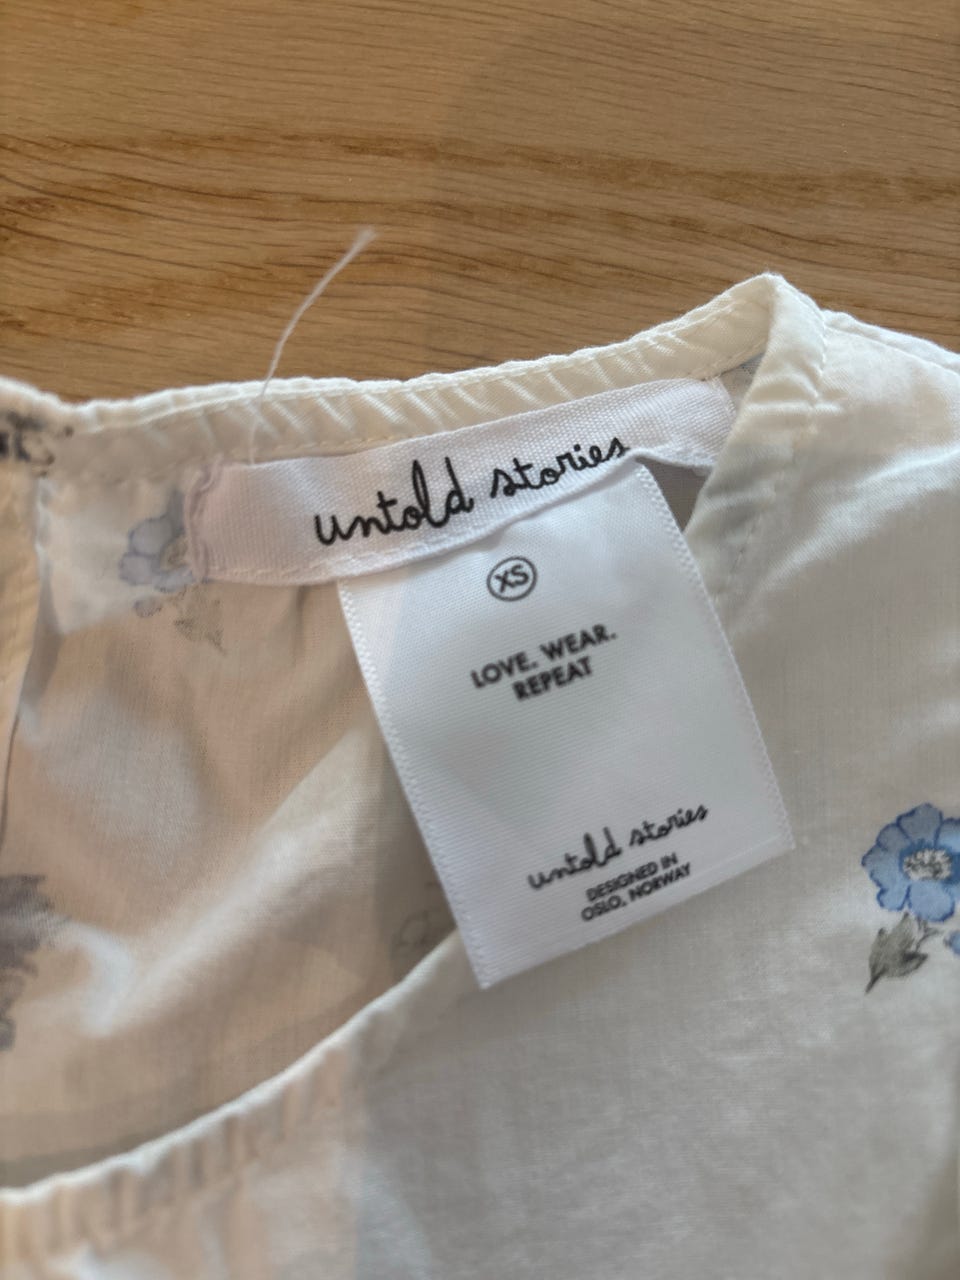 untold stories
XS
LOVE. WEAR.
REPEAT
untold stories
DESIGNED IN
OSLO, NORWAY